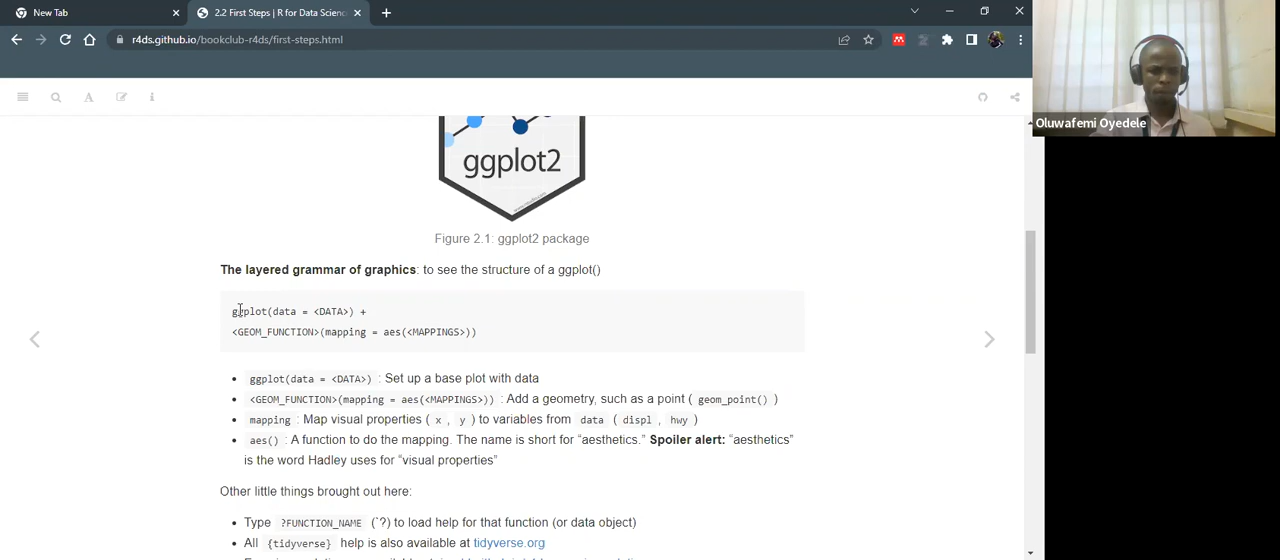 New Tab
2.2 First Steps | R for Data Scienc
r4ds.github.io/bookclub-r4ds/first-steps.html
Oluwafemi Oyedele
ggplot2
Figure 2.1: ggplot2 package
The layered grammar of graphics: to see the structure of a ggplot()
ggplot(data = <DATA>) +
<GEOM_FUNCTION>(mapping = aes(<MAPPINGS>))
ggplot(data = <DATA>) : Set up a base plot with data
<GEOM_FUNCTION>(mapping = aes(<MAPPINGS>)) : Add a geometry, such as a point ( geom_point() )
mapping : Map visual properties ( x , y ) to variables from data ( displ , hwy )
aes() : A function to do the mapping. The name is short for “aesthetics.” Spoiler alert: “aesthetics”
is the word Hadley uses for “visual properties”
Other little things brought out here:
Type ?FUNCTION_NAME (`?) to load help for that function (or data object)
All {tidyverse} help is also available at tidyverse.org